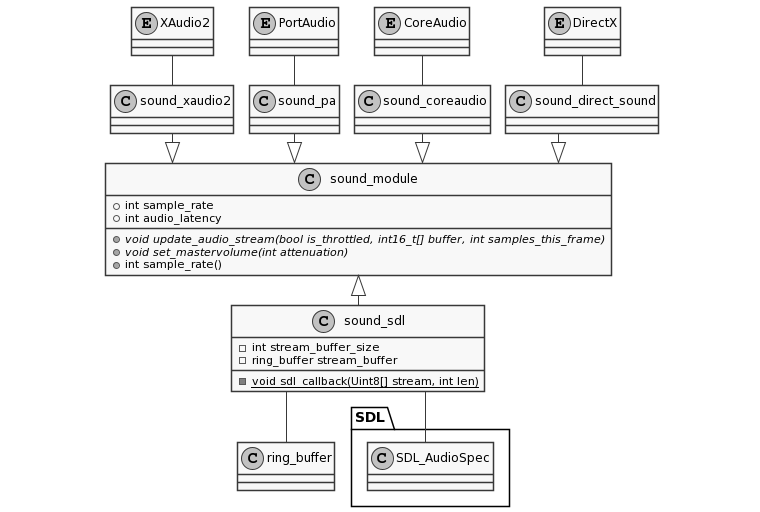 E XAudio2
E PortAudio
E CoreAudio
E DirectX
C sound_xaudio2
C sound_pa
C sound_coreaudio
C sound_direct_sound
C sound_module
int sample_rate
int audio_latency
void update_audio_stream(bool is_throttled, int16_t[] buffer, int samples_this_frame)
void set_mastervolume(int attenuation)
int sample_rate()
C sound_sdl
int stream_buffer_size
ring_buffer stream_buffer
void sdl_callback(Uint8[] stream, int len)
SDL
C ring_buffer
C SDL_AudioSpec